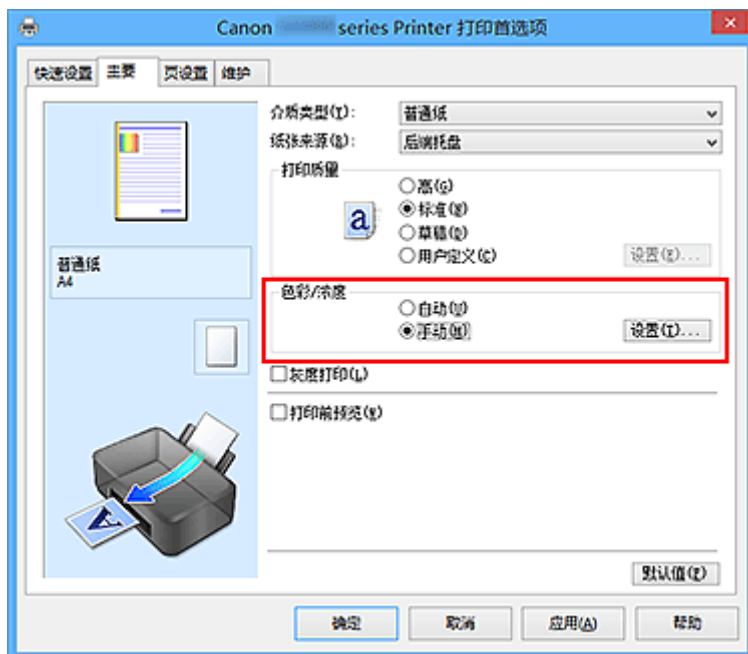 Canon series Printer 打印首选项
快速设置 主要 页设置 维护
介质类型(I): 普通纸
纸张来源(R): 后端托盘
打印质量
高(G)
标准(N)
草稿(D)
用户定义(C) 设置(E)...
普通纸
A4
色彩/浓度
自动(U)
手动(M) 设置(T)...
灰度打印(L)
打印前预览(V)
默认值(F)
确定 取消 应用(A) 帮助